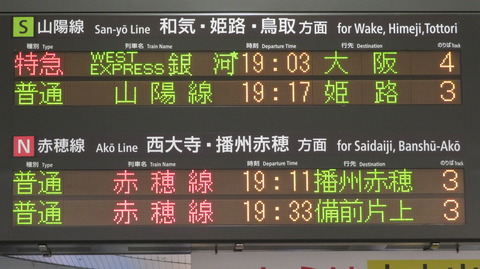 S 山陽線 San-yō Line 和気・姫路・鳥取 方面 for Wake, Himeji,Tottori
種別 Type 列車名 Train Name 時刻 Departure Time 行先 Destination のりば Track
特急 WEST EXPRESS 銀河 19:03 大阪 4
普通 山陽線 19:17 姫路 3
N 赤穂線 Akō Line 西大寺・播州赤穂 方面 for Saidaiji, Banshū-Akō
種別 Type 列車名 Train Name 時刻 Departure Time 行先 Destination のりば Track
普通 赤穂線 19:11 播州赤穂 3
普通 赤穂線 19:33 備前片上 3